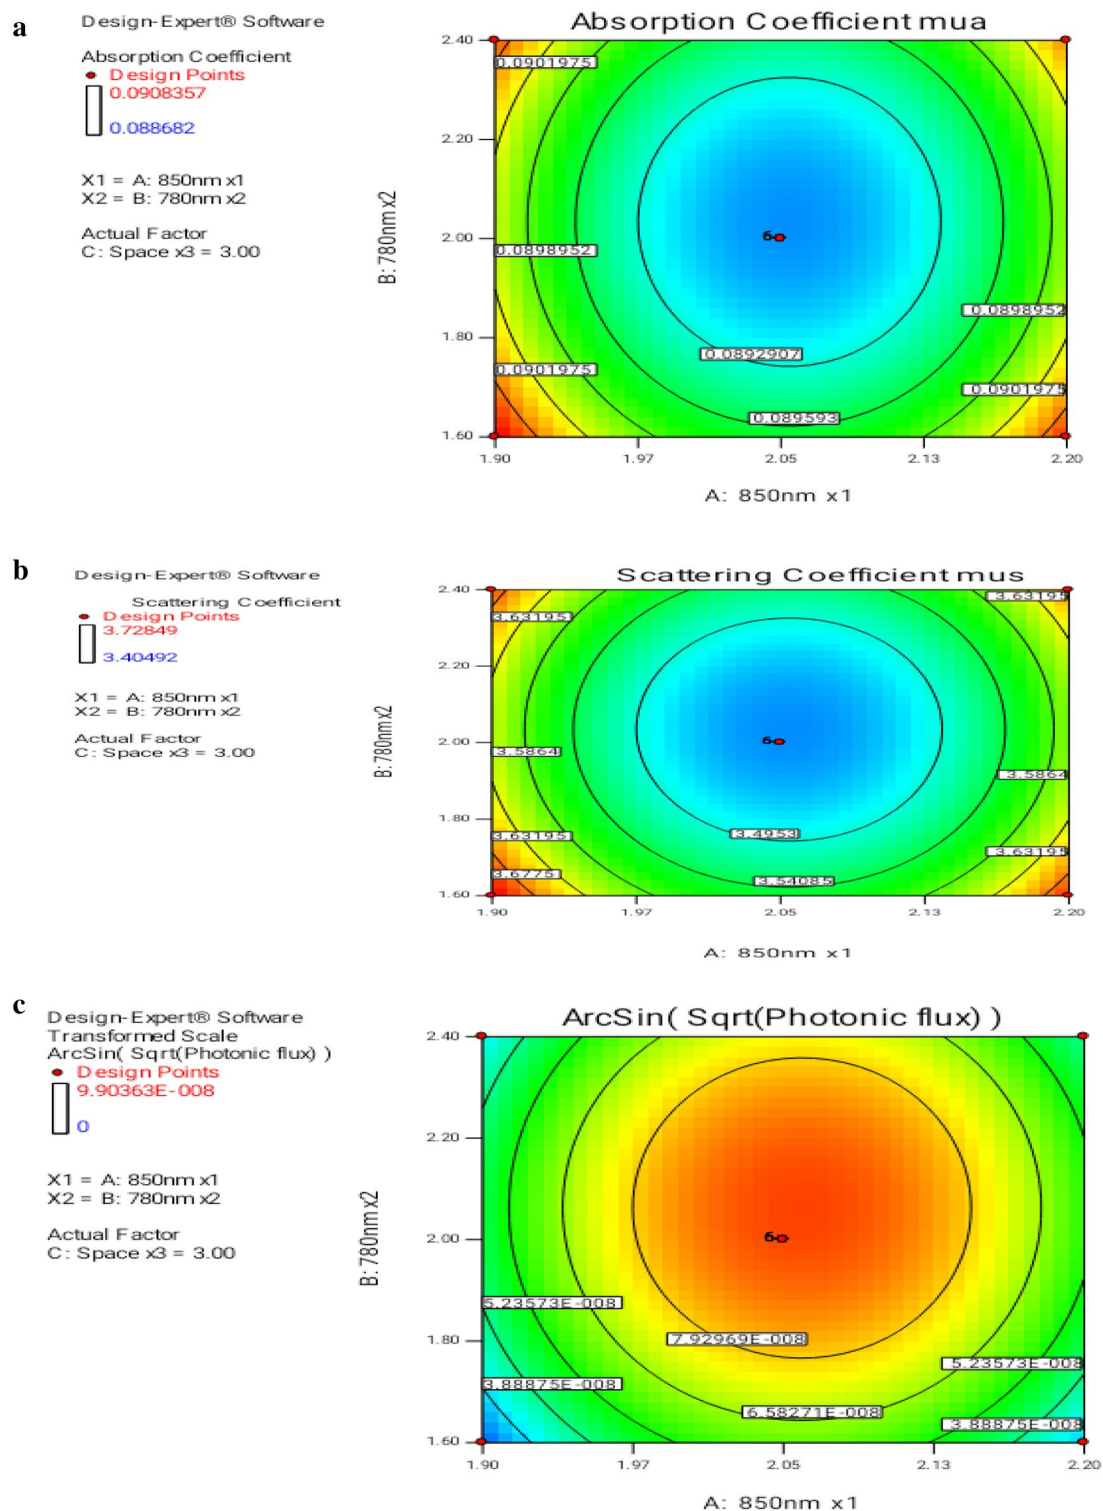 a
Design-Expert® Software
Absorption Coefficient
Design Points
0.0908357
0.088682
X1 = A: 850nm x1
X2 = B: 780nm x2
Actual Factor
C: Space x3 = 3.00
Absorption Coefficient mua
2.40
2.20
2.00
1.80
1.60
B: 780nm x2
0.0901975
0.0898952
0.0901975
6
0.0892907
0.089593
0.0898952
0.0901975
1.90
1.97
2.05
2.13
2.20
A: 850nm x1
b
Design-Expert® Software
Scattering Coefficient
Design Points
3.72849
3.40492
X1 = A: 850nm x1
X2 = B: 780nm x2
Actual Factor
C: Space x3 = 3.00
Scattering Coefficient mus
2.40
2.20
2.00
1.80
1.60
B: 780nm x2
3.63195
3.63195
3.5864
6
3.5864
3.4953
3.63195
3.63195
3.6775
3.54085
1.90
1.97
2.05
2.13
2.20
A: 850nm x1
c
Design-Expert® Software
Transformed Scale
ArcSin( Sqrt(Photonic flux) )
Design Points
9.90363E-008
0
X1 = A: 850nm x1
X2 = B: 780nm x2
Actual Factor
C: Space x3 = 3.00
ArcSin( Sqrt(Photonic flux) )
2.40
2.20
2.00
1.80
1.60
B: 780nm x2
6
5.23573E-008
7.92969E-008
5.23573E-008
3.88875E-008
6.58271E-008
3.88875E-008
1.90
1.97
2.05
2.13
2.20
A: 850nm x1